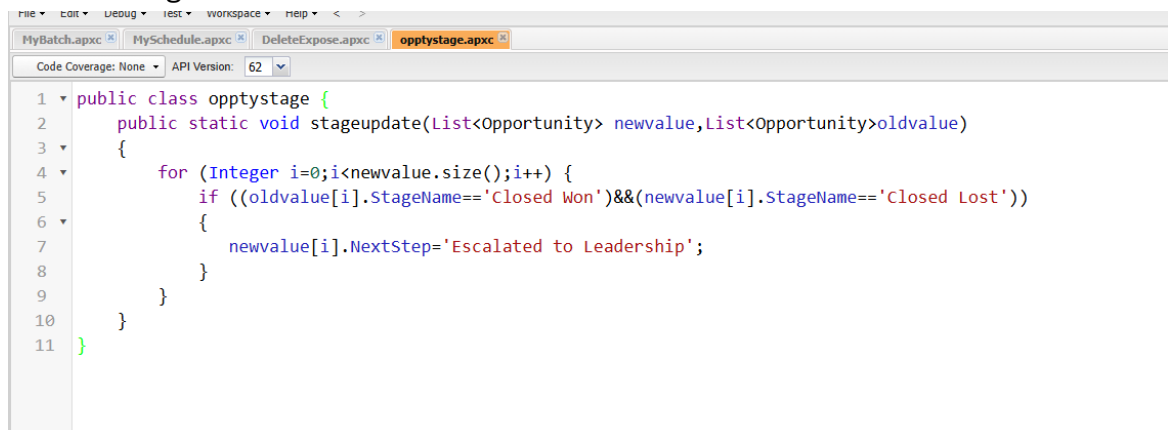 File ▾ Edit ▾ Debug ▾ Test ▾ Workspace ▾ Help ▾ < >
MyBatch.apxc MySchedule.apxc DeleteExpose.apxc opptystage.apxc
Code Coverage: None ▾ API Version: 62
1 ▾ public class opptystage {
2     public static void stageupdate(List<Opportunity> newvalue,List<Opportunity>oldvalue)
3 ▾     {
4 ▾         for (Integer i=0;i<newvalue.size();i++) {
5             if ((oldvalue[i].StageName=='Closed Won')&&(newvalue[i].StageName=='Closed Lost'))
6 ▾             {
7                newvalue[i].NextStep='Escalated to Leadership';
8             }
9         }
10     }
11 }